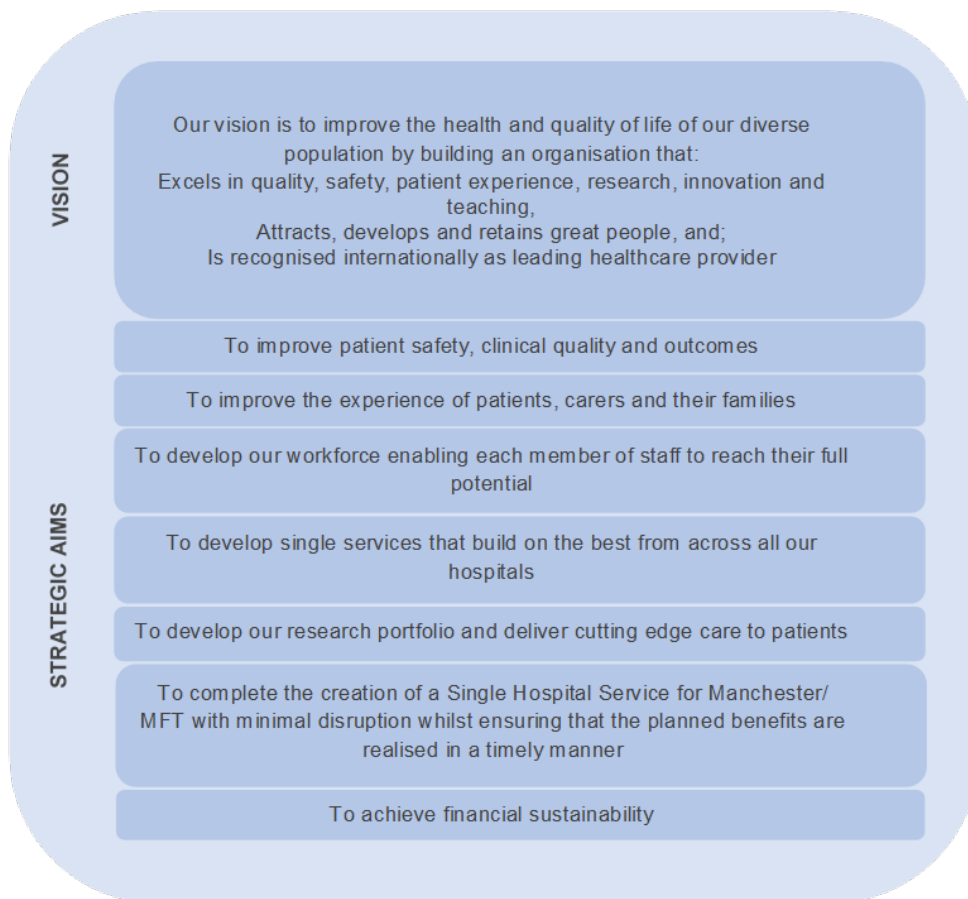 VISION
Our vision is to improve the health and quality of life of our diverse
population by building an organisation that:
Excels in quality, safety, patient experience, research, innovation and
teaching,
Attracts, develops and retains great people, and;
Is recognised internationally as leading healthcare provider
STRATEGIC AIMS
To improve patient safety, clinical quality and outcomes
To improve the experience of patients, carers and their families
To develop our workforce enabling each member of staff to reach their full
potential
To develop single services that build on the best from across all our
hospitals
To develop our research portfolio and deliver cutting edge care to patients
To complete the creation of a Single Hospital Service for Manchester/
MFT with minimal disruption whilst ensuring that the planned benefits are
realised in a timely manner
To achieve financial sustainability